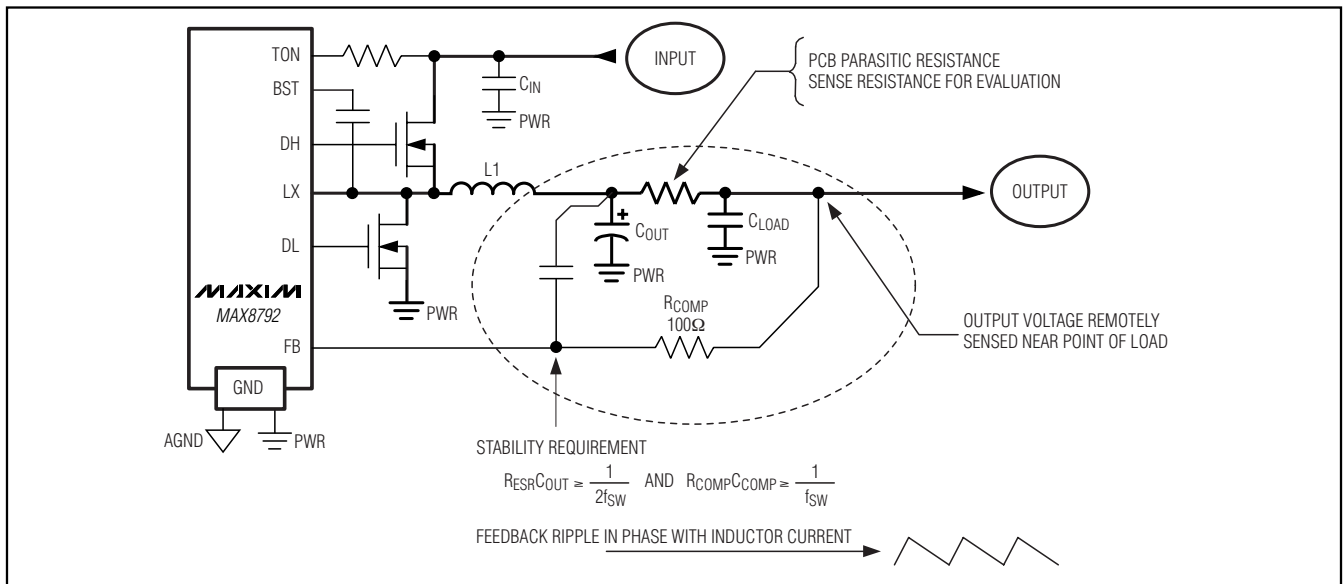 TON
INPUT
PCB PARASITIC RESISTANCE
SENSE RESISTANCE FOR EVALUATION
CIN
BST
PWR
DH
L1
LX
OUTPUT
+
COUT
CLOAD
DL
PWR
PWR
MAXIM
MAX8792
PWR
RCOMP
100Ω
OUTPUT VOLTAGE REMOTELY
SENSED NEAR POINT OF LOAD
FB
GND
AGND
PWR
STABILITY REQUIREMENT
RESRCOUT ≥ 1/2fSW AND RCOMPCCOMP ≥ 1/fSW
FEEDBACK RIPPLE IN PHASE WITH INDUCTOR CURRENT